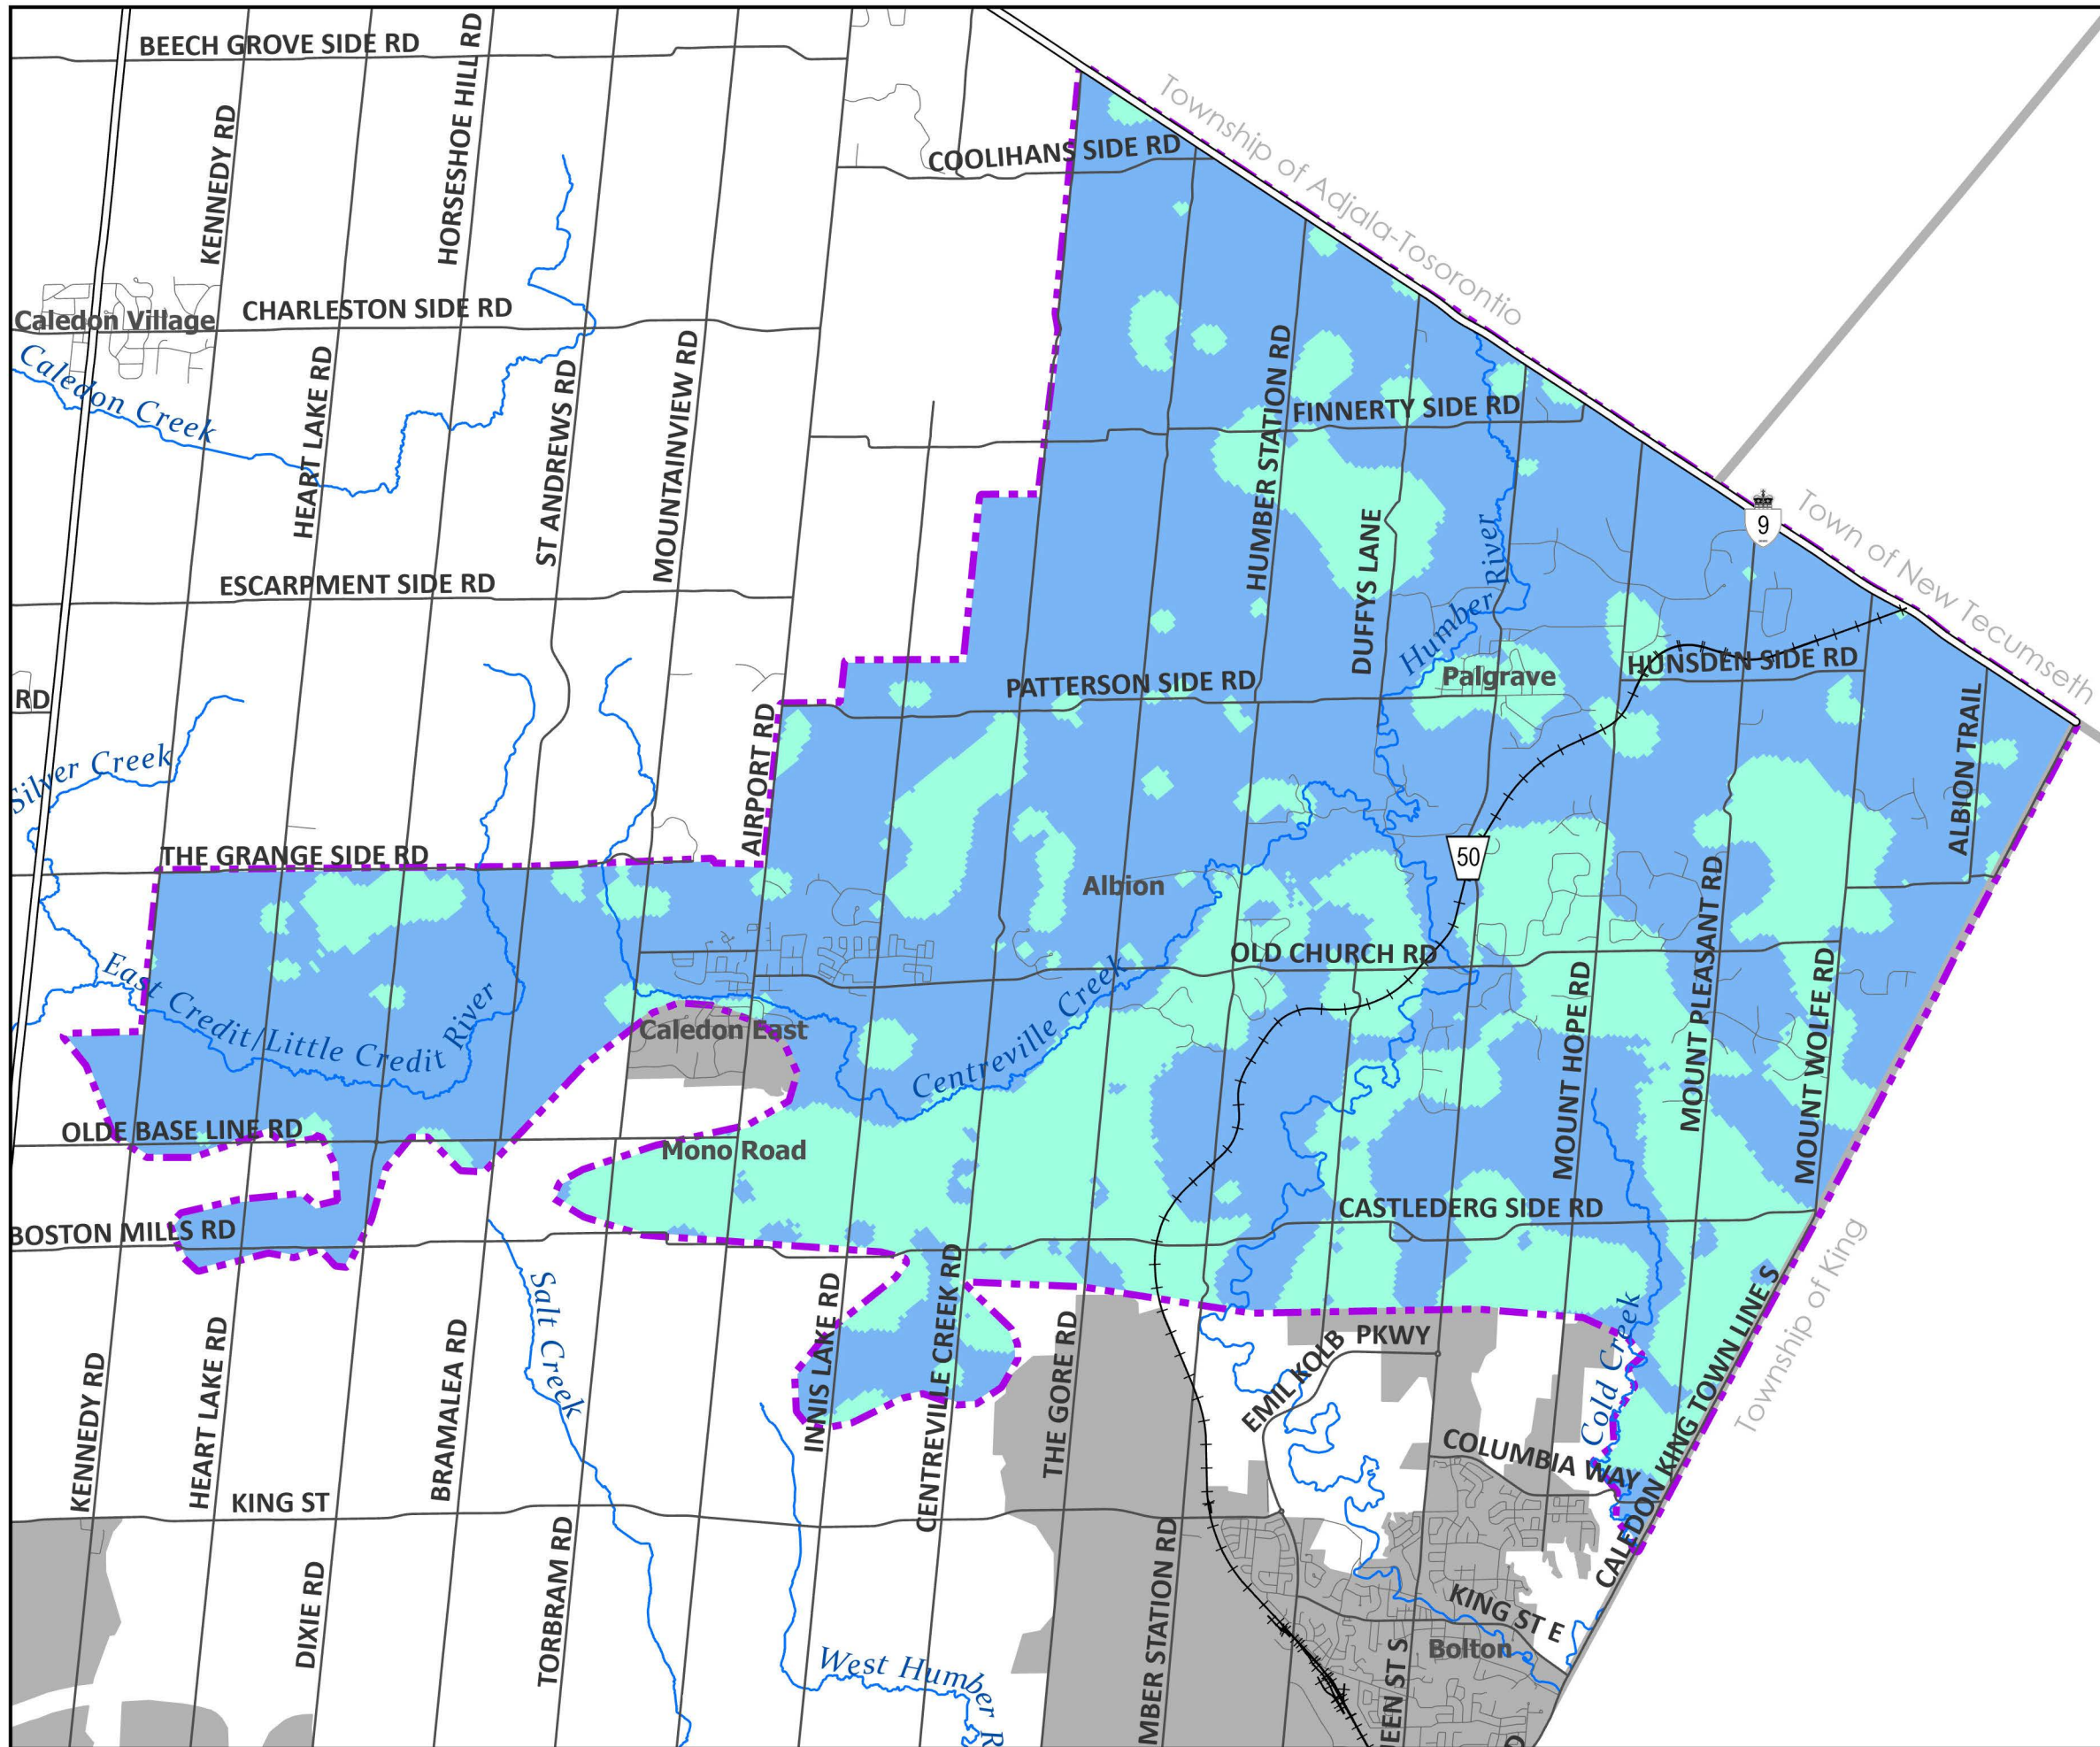 BEECH GROVE SIDE RD
KENNEDY RD
HORSESHOE HILL RD
COOLIHANS SIDE RD
Township of Adjala-Tosorontio
Caledon Village
CHARLESTON SIDE RD
Caledon Creek
HEART LAKE RD
ST ANDREWS RD
MOUNTAINVIEW RD
HUMBER STATION RD
FINNERTY SIDE RD
9
Town of New Tecumseth
ESCARPMENT SIDE RD
DUFFYS LANE
Humber River
RD
PATTERSON SIDE RD
Palgrave
HUNSDEN SIDE RD
ALBION TRAIL
Silver Creek
AIRPORT RD
THE GRANGE SIDE RD
50
Albion
MOUNT PLEASANT RD
OLD CHURCH RD
East Credit/Little Credit River
Caledon East
Centreville Creek
MOUNT HOPE RD
MOUNT WOLFE RD
OLDE BASE LINE RD
Mono Road
BOSTON MILLS RD
CASTLEDERG SIDE RD
Township of King
Salt Creek
INNIS LAKE RD
CENTREVILLE CREEK RD
THE GORE RD
EMIL KOLB PKWY
Cold Creek
CALEDON KING TOWN LINE S
KENNEDY RD
HEART LAKE RD
BRAMALEA RD
COLUMBIA WAY
KING ST
DIXIE RD
TORBRAM RD
MBER STATION RD
KING ST E
Bolton
EEN ST S
West Humber R